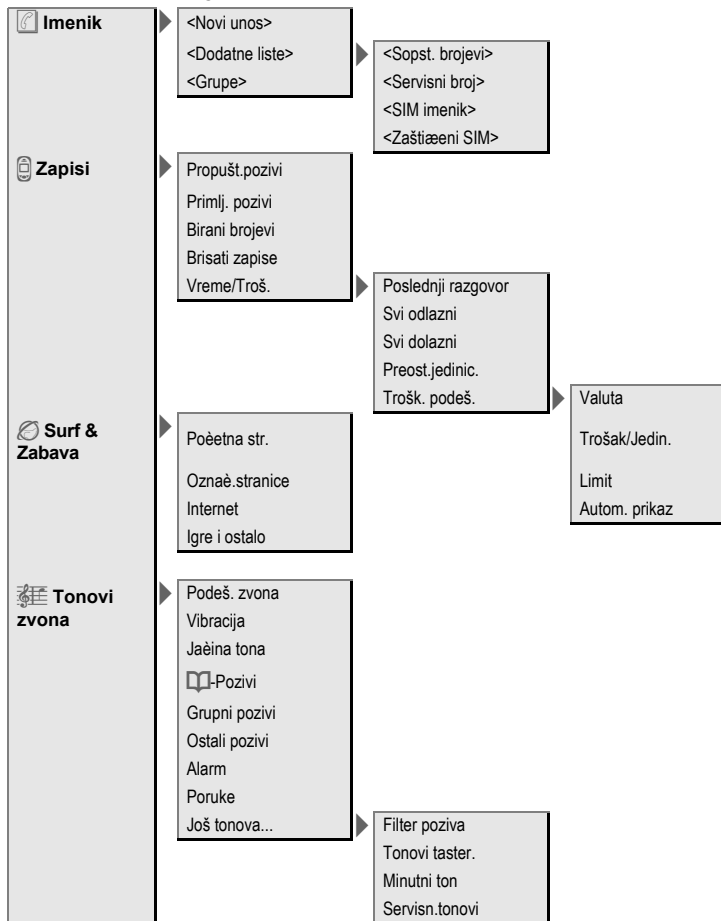 Imenik
<Novi unos>
<Dodatne liste>
<Grupe>
<Sopst. brojevi>
<Servisni broj>
<SIM imenik>
<Zaštiæeni SIM>
Zapisi
Propušt.pozivi
Primlj. pozivi
Birani brojevi
Brisati zapise
Vreme/Troš.
Poslednji razgovor
Svi odlazni
Svi dolazni
Preost.jedinic.
Trošk. podeš.
Valuta
Trošak/Jedin.
Limit
Autom. prikaz
Surf &
Zabava
Poèetna str.
Oznaè.stranice
Internet
Igre i ostalo
Tonovi
zvona
Podeš. zvona
Vibracija
Jaèina tona
-Pozivi
Grupni pozivi
Ostali pozivi
Alarm
Poruke
Još tonova...
Filter poziva
Tonovi taster.
Minutni ton
Servisn.tonovi